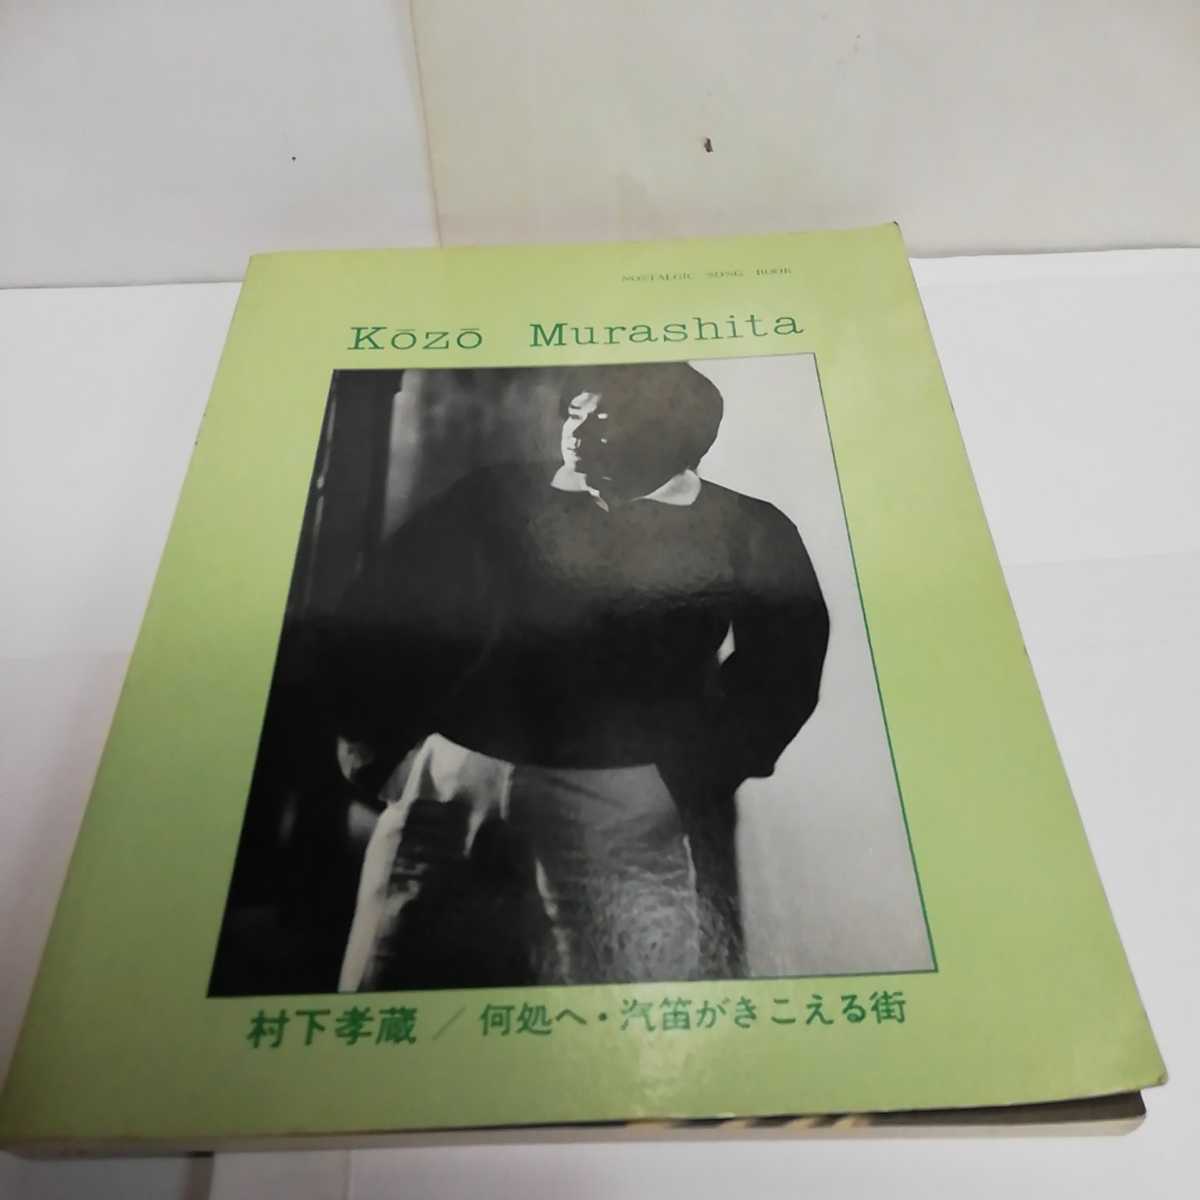 NOSTALGIC SONG BOOK
Kōzō Murashita
村下孝蔵／何処へ・汽笛がきこえる街